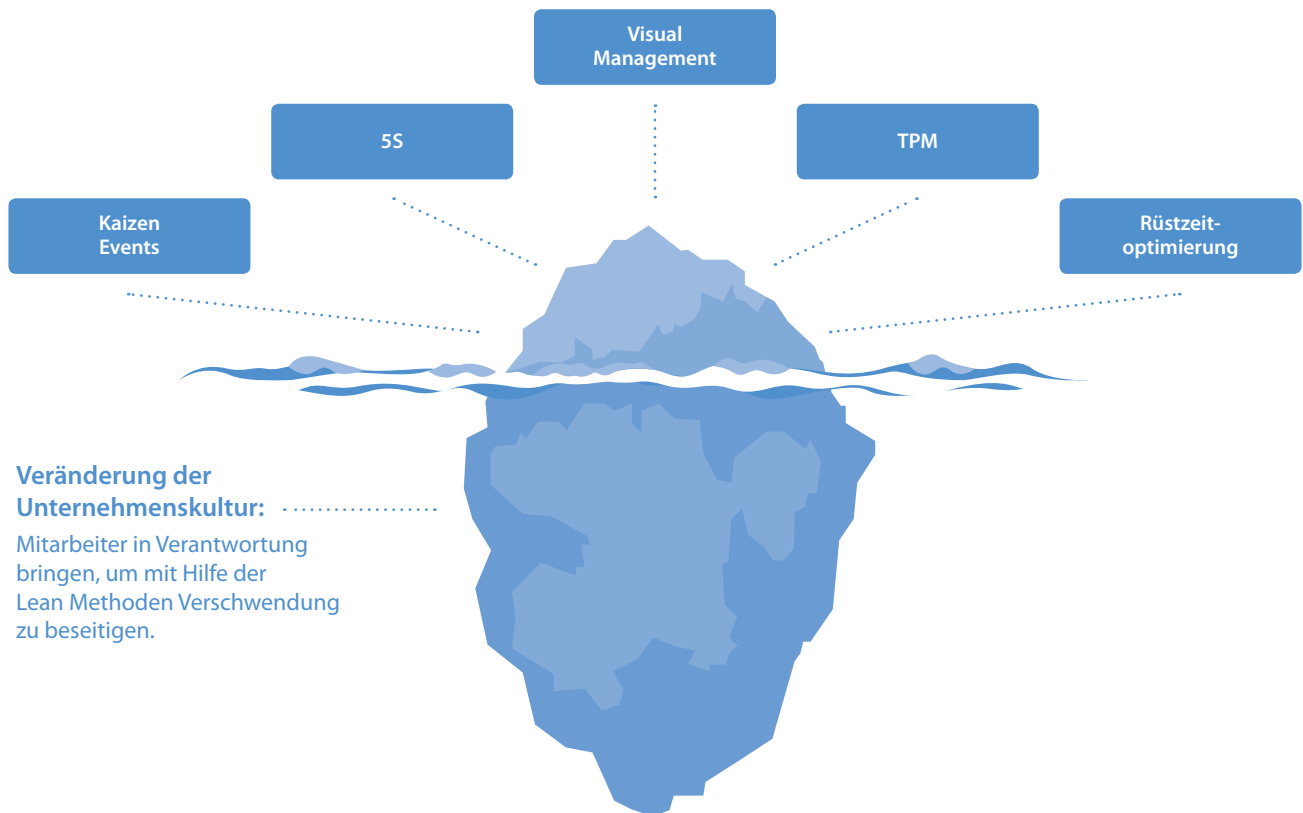 Visual
Management
5S
TPM
Kaizen
Events
Rüstzeit-
optimierung
Veränderung der
Unternehmenskultur:
Mitarbeiter in Verantwortung
bringen, um mit Hilfe der
Lean Methoden Verschwendung
zu beseitigen.